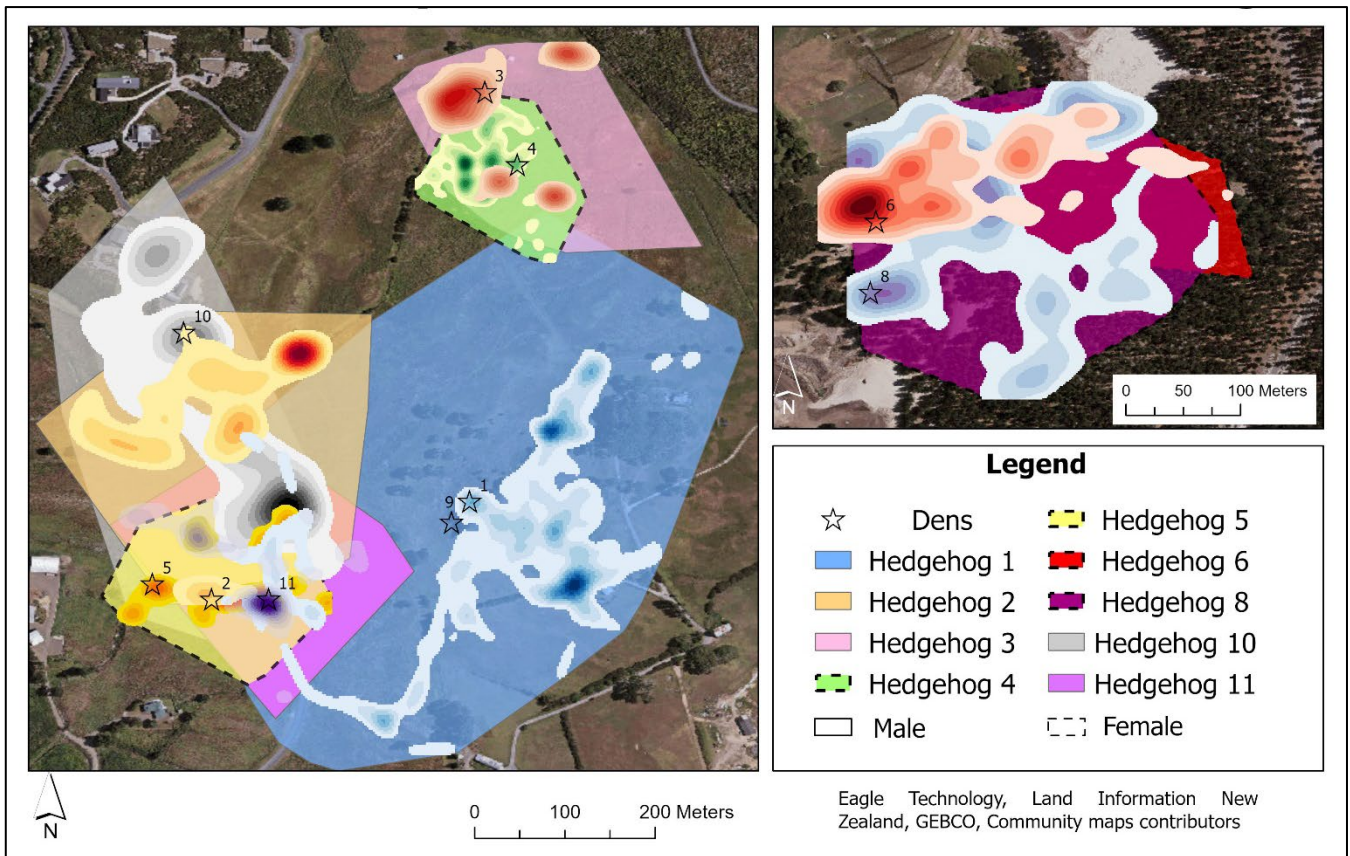 3
4
10
1
9
5
2
11
6
8
N
0 50 100 Meters
Legend
Dens
Hedgehog 5
Hedgehog 1
Hedgehog 6
Hedgehog 2
Hedgehog 8
Hedgehog 3
Hedgehog 10
Hedgehog 4
Hedgehog 11
Male
Female
N
0 100 200 Meters
Eagle Technology, Land Information New
Zealand, GEBCO, Community maps contributors